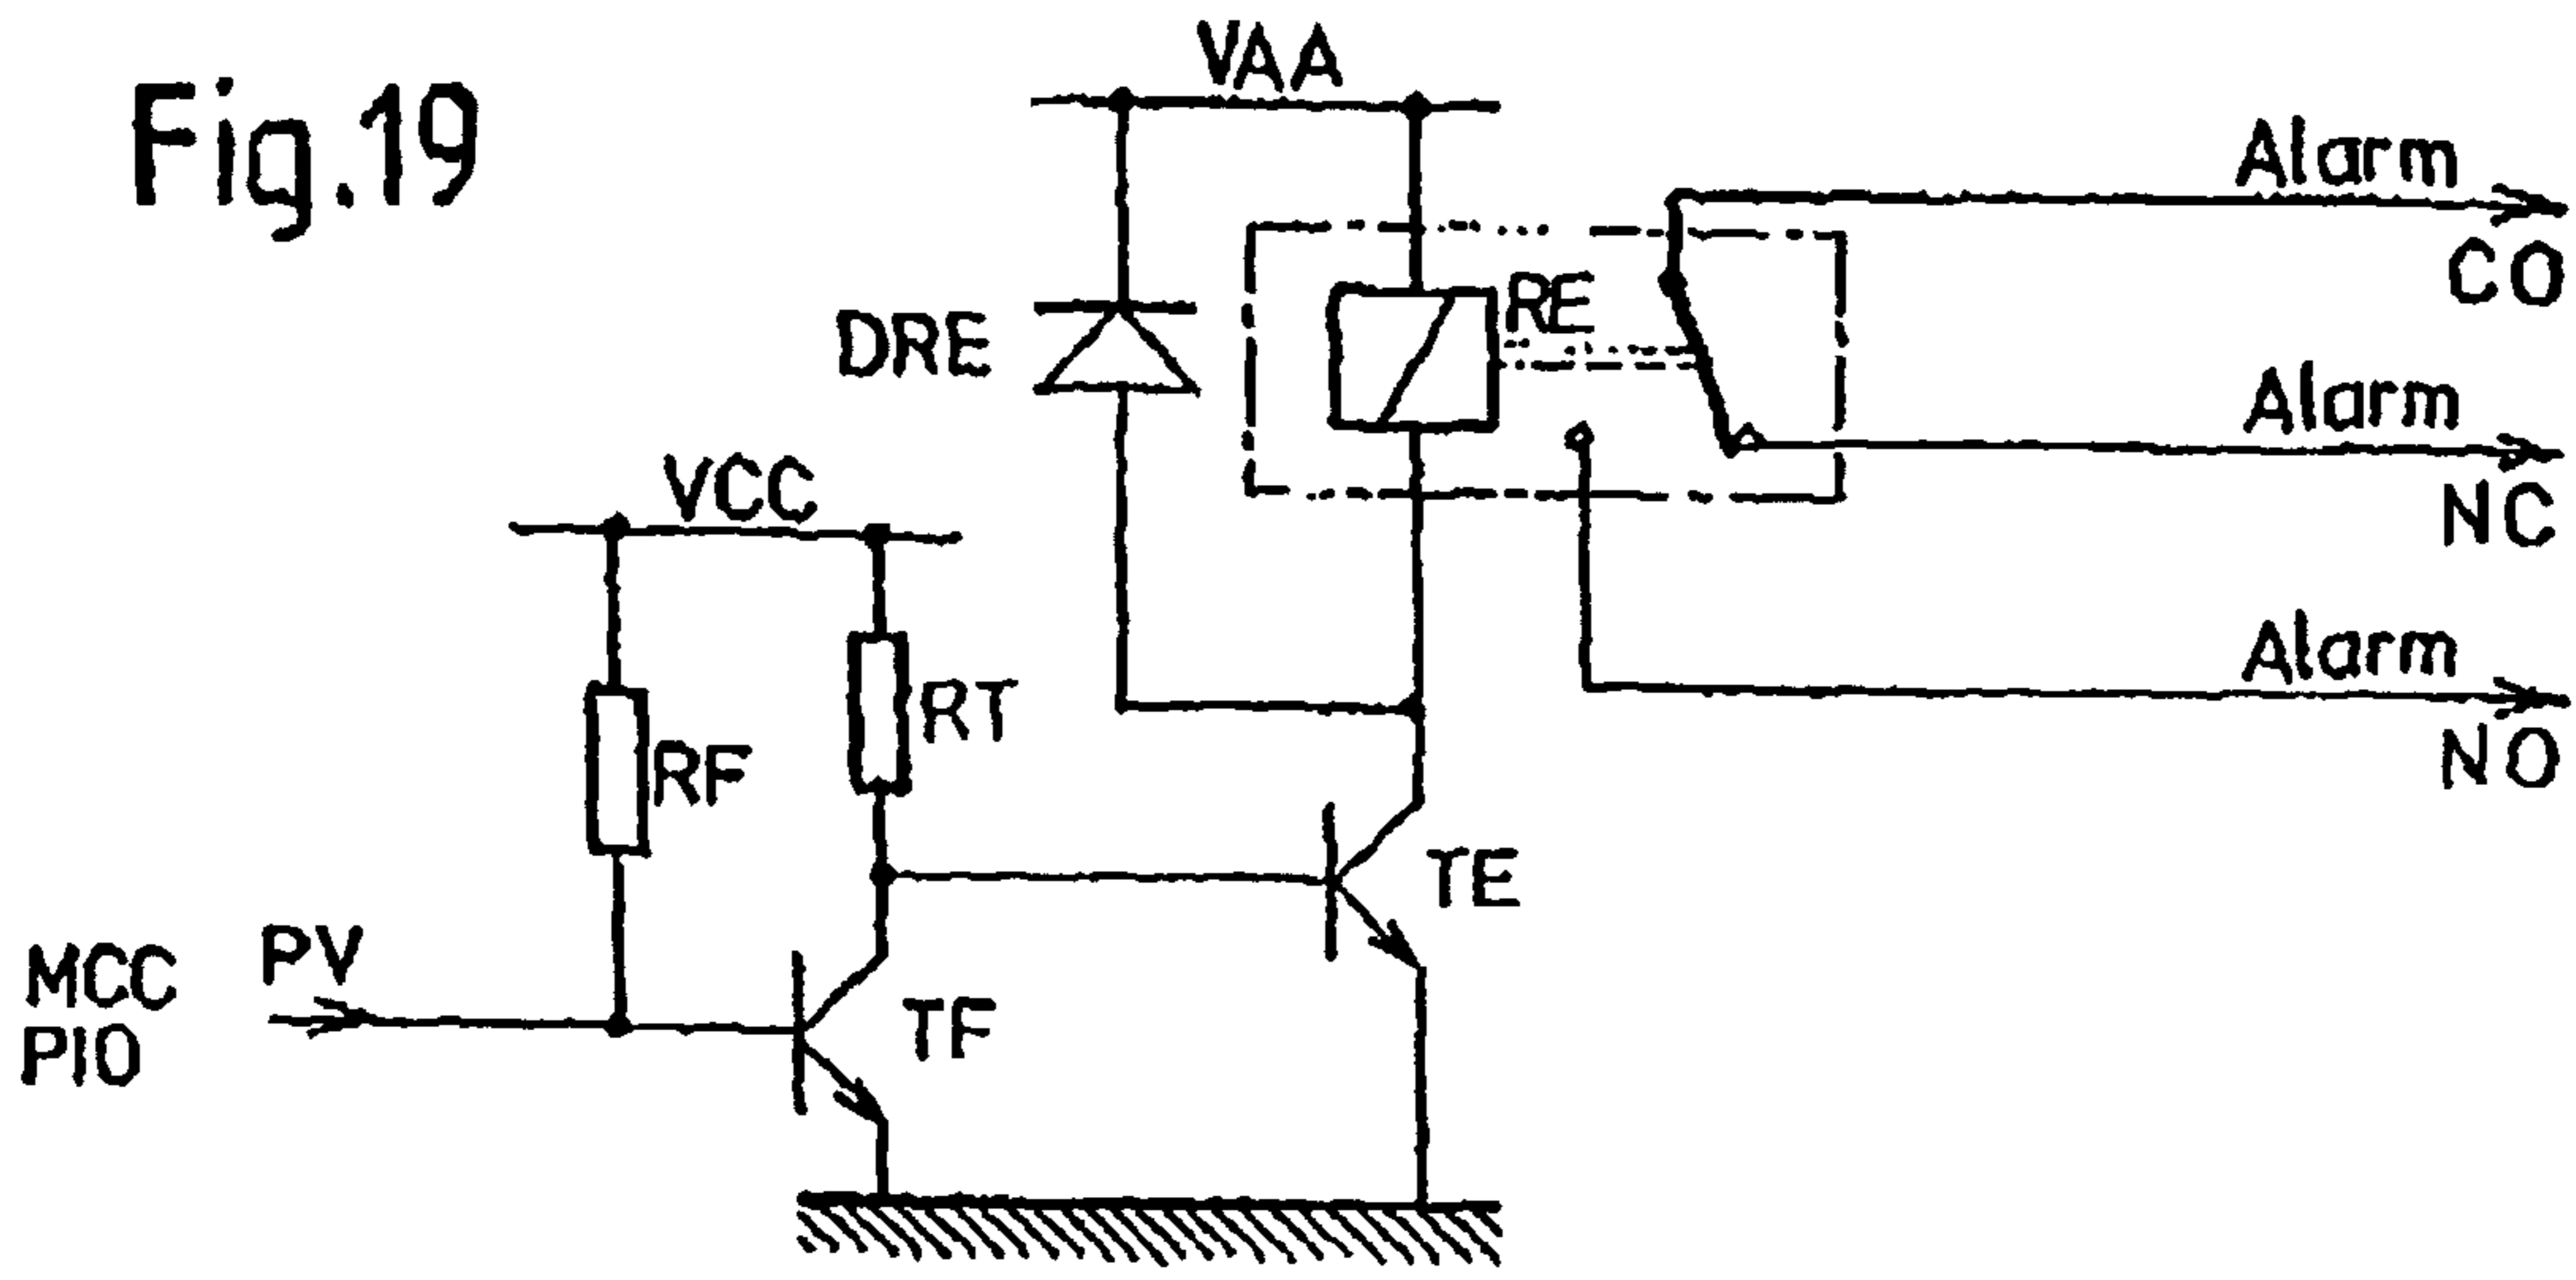 Fig.19
VAA
Alarm
CO
DRE
RE
Alarm
NC
VCC
RT
RF
Alarm
NO
TE
MCC
PIO
PV
TF